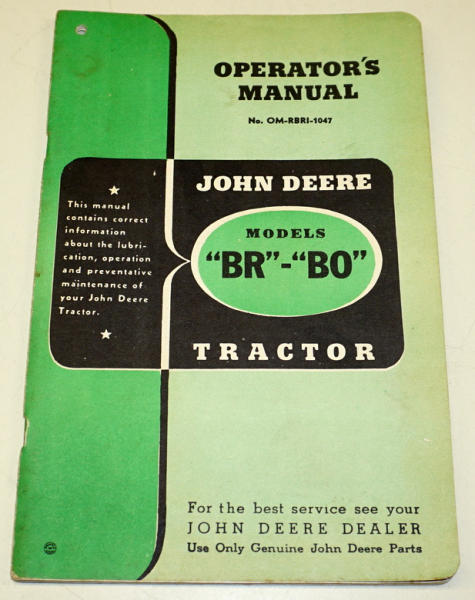 OPERATOR'S
MANUAL
No. OM-RBRI-1047
This manual
contains correct
information
about the lubri-
cation, operation
and preventative
maintenance of
your John Deere
Tractor.
JOHN DEERE
MODELS
"BR"-"BO"
TRACTOR
For the best service see your
JOHN DEERE DEALER
Use Only Genuine John Deere Parts